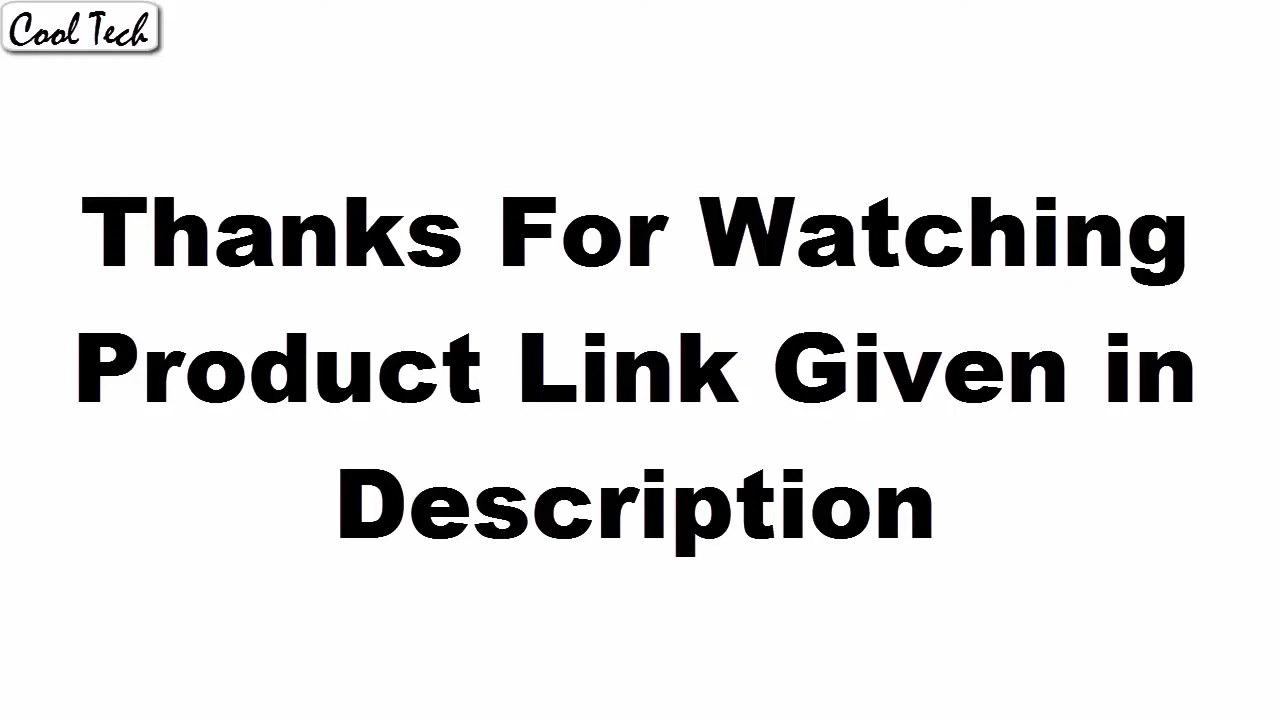 Cool Tech
Thanks For Watching
Product Link Given in
Description